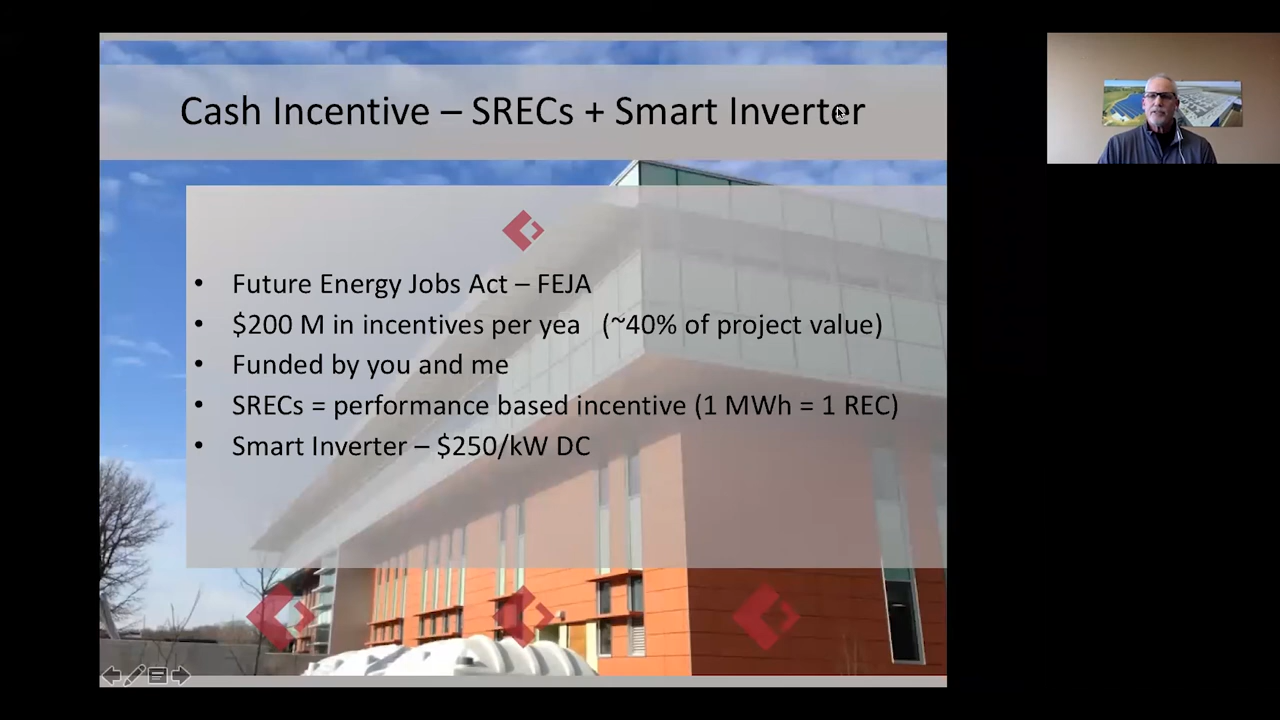 Cash Incentive – SRECs + Smart Inverter
• Future Energy Jobs Act – FEJA
• $200 M in incentives per yea (~40% of project value)
• Funded by you and me
• SRECs = performance based incentive (1 MWh = 1 REC)
• Smart Inverter – $250/kW DC